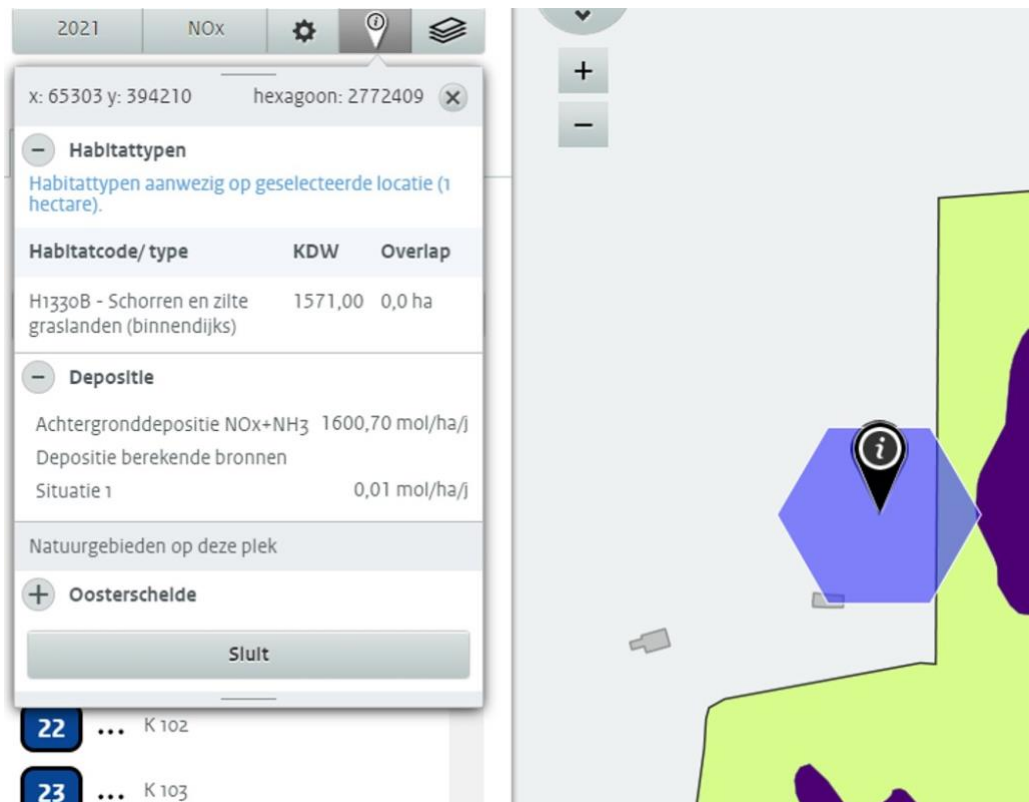 2021 NOx
x: 65303 y: 394210 hexagoon: 2772409
Habitattypen
Habitattypen aanwezig op geselecteerde locatie (1
hectare).
Habitatcode/ type KDW Overlap
H1330B - Schorren en zilte 1571,00 0,0 ha
graslanden (binnendijks)
Depositie
Achtergronddepositie NOx+NH3 1600,70 mol/ha/j
Depositie berekende bronnen
Situatie 1 0,01 mol/ha/j
Natuurgebieden op deze plek
Oosterschelde
Sluit
22 ... K 102
23 ... K 103